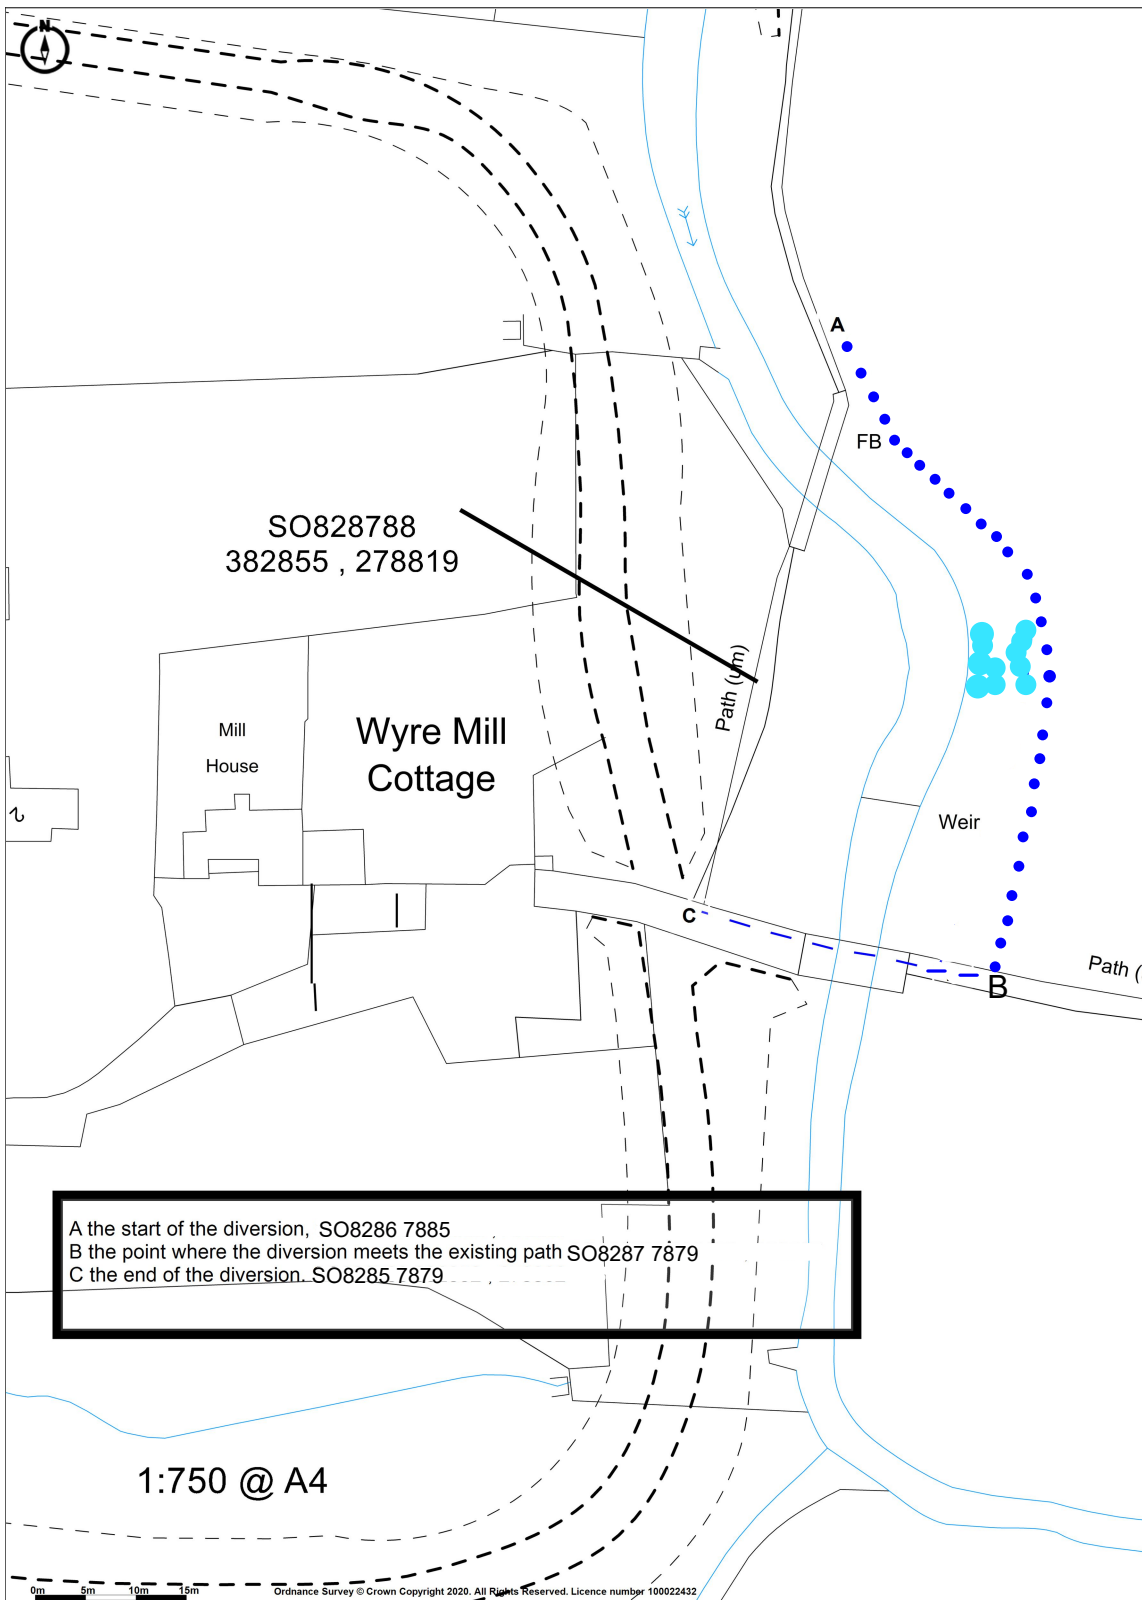 N
A
FB
SO828788
382855 , 278819
Path (um)
Mill
House
Wyre Mill
Cottage
2
Weir
C
Path (
B
A the start of the diversion, SO8286 7885
B the point where the diversion meets the existing path SO8287 7879
C the end of the diversion. SO8285 7879
1:750 @ A4
0m 5m 10m 15m
Ordnance Survey © Crown Copyright 2020. All Rights Reserved. Licence number 100022432